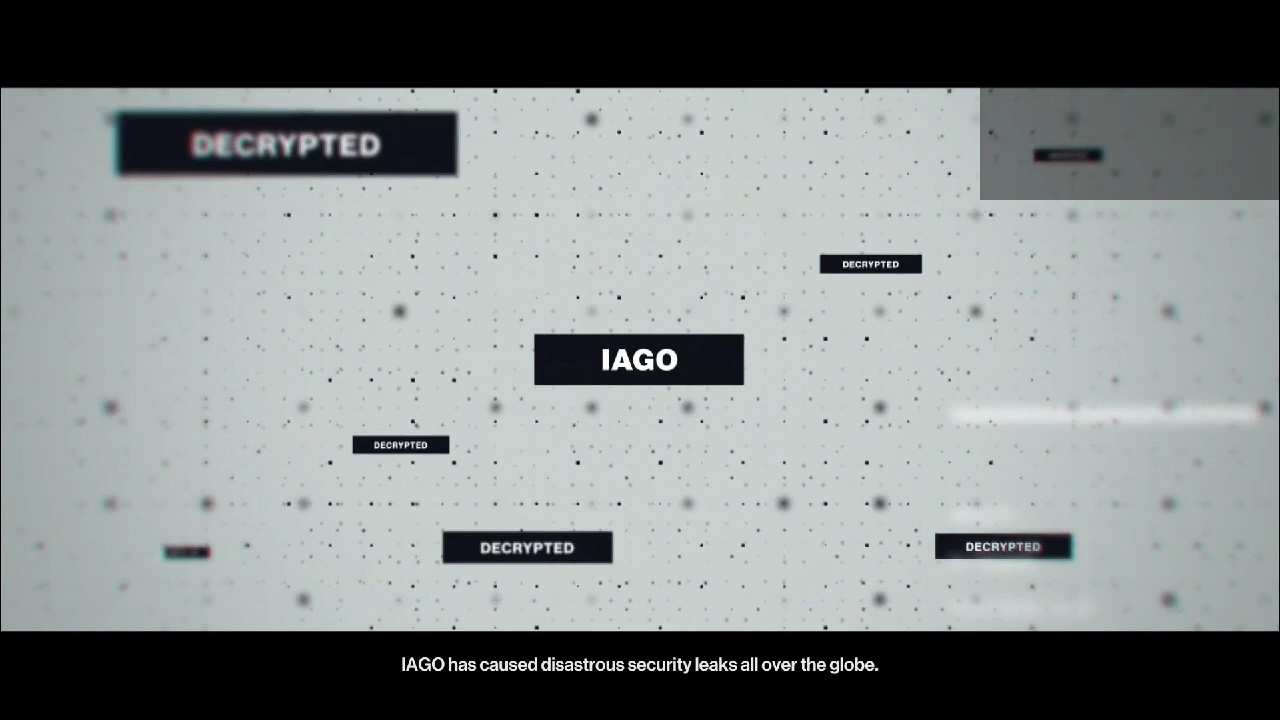 DECRYPTED
DECRYPTED
IAGO
DECRYPTED
DECRYPTED
DECRYPTED
IAGO has caused disastrous security leaks all over the globe.